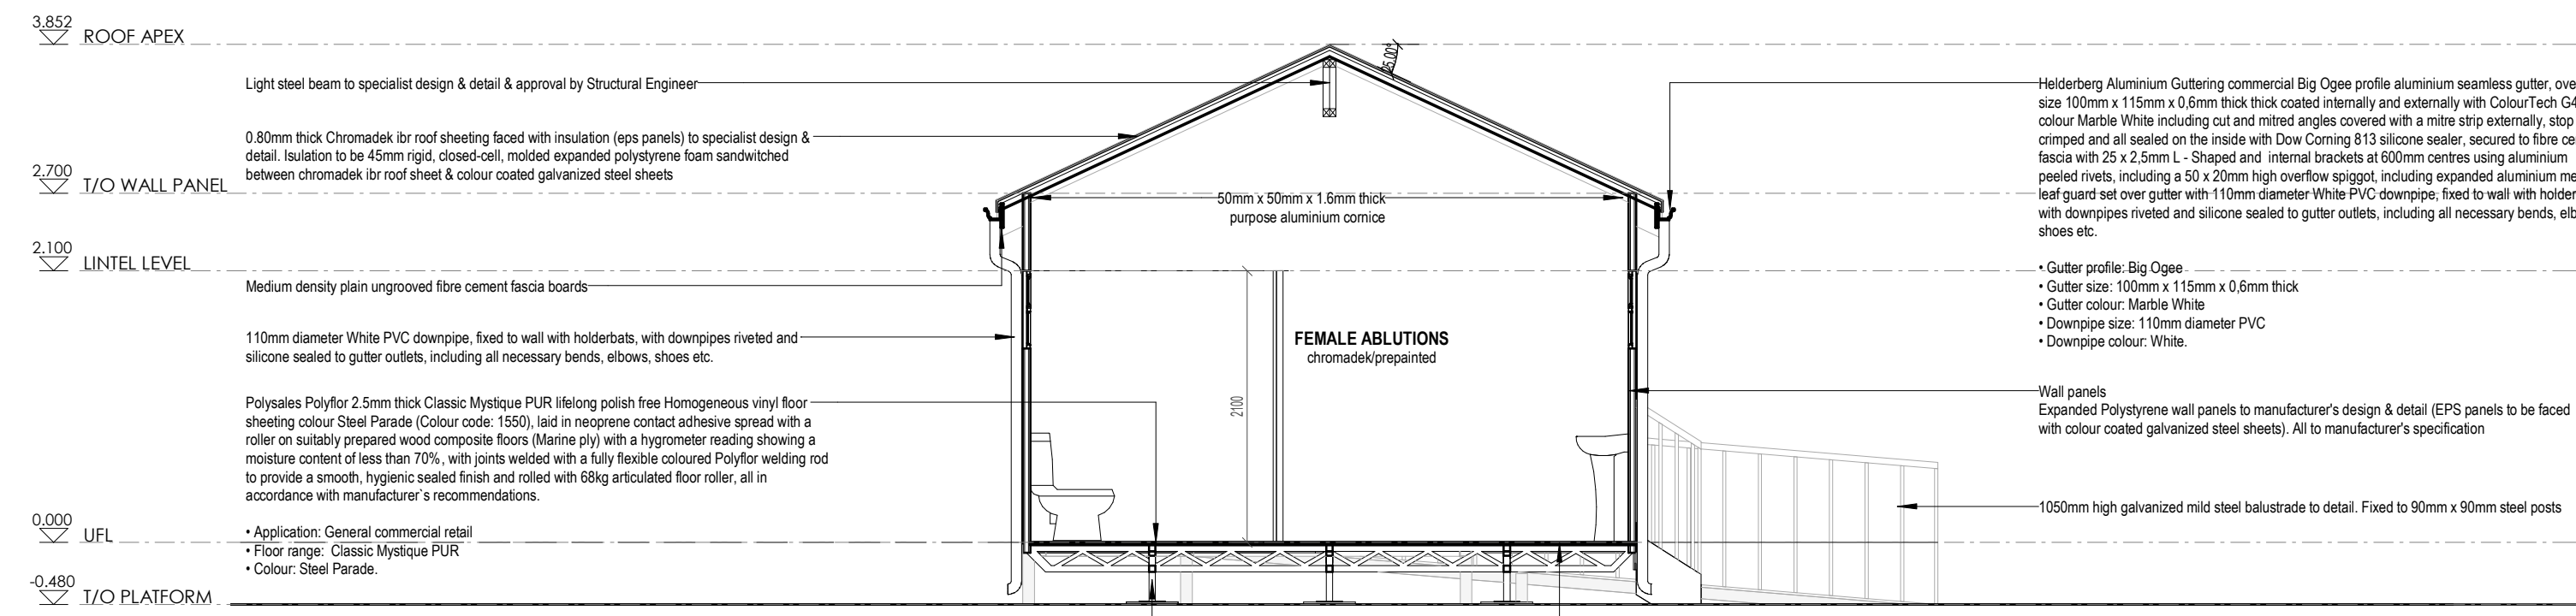 3.852
ROOF APEX
2.700
T/O WALL PANEL
2.100
LINTEL LEVEL
0.000
UFL
-0.480
T/O PLATFORM
Light steel beam to specialist design & detail & approval by Structural Engineer
0.80mm thick Chromadek ibr roof sheeting faced with insulation (eps panels) to specialist design &
detail. Isulation to be 45mm rigid, closed-cell, molded expanded polystyrene foam sandwitched
between chromadek ibr roof sheet & colour coated galvanized steel sheets
Medium density plain ungrooved fibre cement fascia boards
110mm diameter White PVC downpipe, fixed to wall with holderbats, with downpipes riveted and
silicone sealed to gutter outlets, including all necessary bends, elbows, shoes etc.
Polysales Polyflor 2.5mm thick Classic Mystique PUR lifelong polish free Homogeneous vinyl floor
sheeting colour Steel Parade (Colour code: 1550), laid in neoprene contact adhesive spread with a
roller on suitably prepared wood composite floors (Marine ply) with a hygrometer reading showing a
moisture content of less than 70%, with joints welded with a fully flexible coloured Polyflor welding rod
to provide a smooth, hygienic sealed finish and rolled with 68kg articulated floor roller, all in
accordance with manufacturer`s recommendations.
• Application: General commercial retail
• Floor range: Classic Mystique PUR
• Colour: Steel Parade.
25.00°
50mm x 50mm x 1.6mm thick
purpose aluminium cornice
2100
FEMALE ABLUTIONS
chromadek/prepainted
Helderberg Aluminium Guttering commercial Big Ogee profile aluminium seamless gutter, ove
size 100mm x 115mm x 0,6mm thick thick coated internally and externally with ColourTech G4
colour Marble White including cut and mitred angles covered with a mitre strip externally, stop
crimped and all sealed on the inside with Dow Corning 813 silicone sealer, secured to fibre ce
fascia with 25 x 2,5mm L - Shaped and internal brackets at 600mm centres using aluminium
peeled rivets, including a 50 x 20mm high overflow spiggot, including expanded aluminium me
leaf guard set over gutter with 110mm diameter White PVC downpipe, fixed to wall with holder
with downpipes riveted and silicone sealed to gutter outlets, including all necessary bends, elb
shoes etc.
• Gutter profile: Big Ogee
• Gutter size: 100mm x 115mm x 0,6mm thick
• Gutter colour: Marble White
• Downpipe size: 110mm diameter PVC
• Downpipe colour: White.
Wall panels
Expanded Polystyrene wall panels to manufacturer's design & detail (EPS panels to be faced
with colour coated galvanized steel sheets). All to manufacturer's specification
1050mm high galvanized mild steel balustrade to detail. Fixed to 90mm x 90mm steel posts